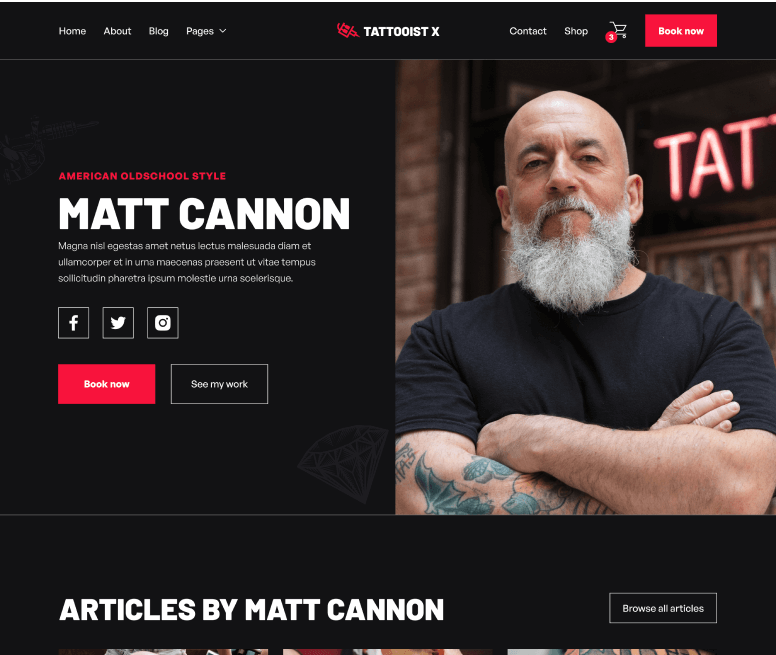 Home About Blog Pages TATTOOIST X Contact Shop 3 Book now
TAT
AMERICAN OLDSCHOOL STYLE
MATT CANNON
Magna nisl egestas amet netus lectus malesuada diam et
ullamcorper et in urna maecenas praesent ut vitae tempus
sollicitudin pharetra ipsum molestie urna scelerisque.
Book now See my work
ARTICLES BY MATT CANNON Browse all articles